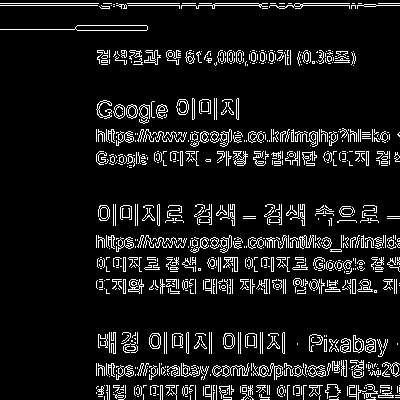 검색결과 약 614,000,000개 (0.36초)
Google 이미지
https://www.google.co.kr/imghp?hl=ko
Google 이미지 - 가장 광범위한 이미지 검색
이미지로 검색 – 검색 속으로 –
https://www.google.com/intl/ko_kr/inside
이미지로 검색. 이제 이미지로 Google 검색
미지와 사진에 대해 자세히 알아보세요. 지
배경 이미지 이미지 · Pixabay ·
https://pixabay.com/ko/photos/배경%20
배경 이미지에 대한 멋진 이미지를 다운로드